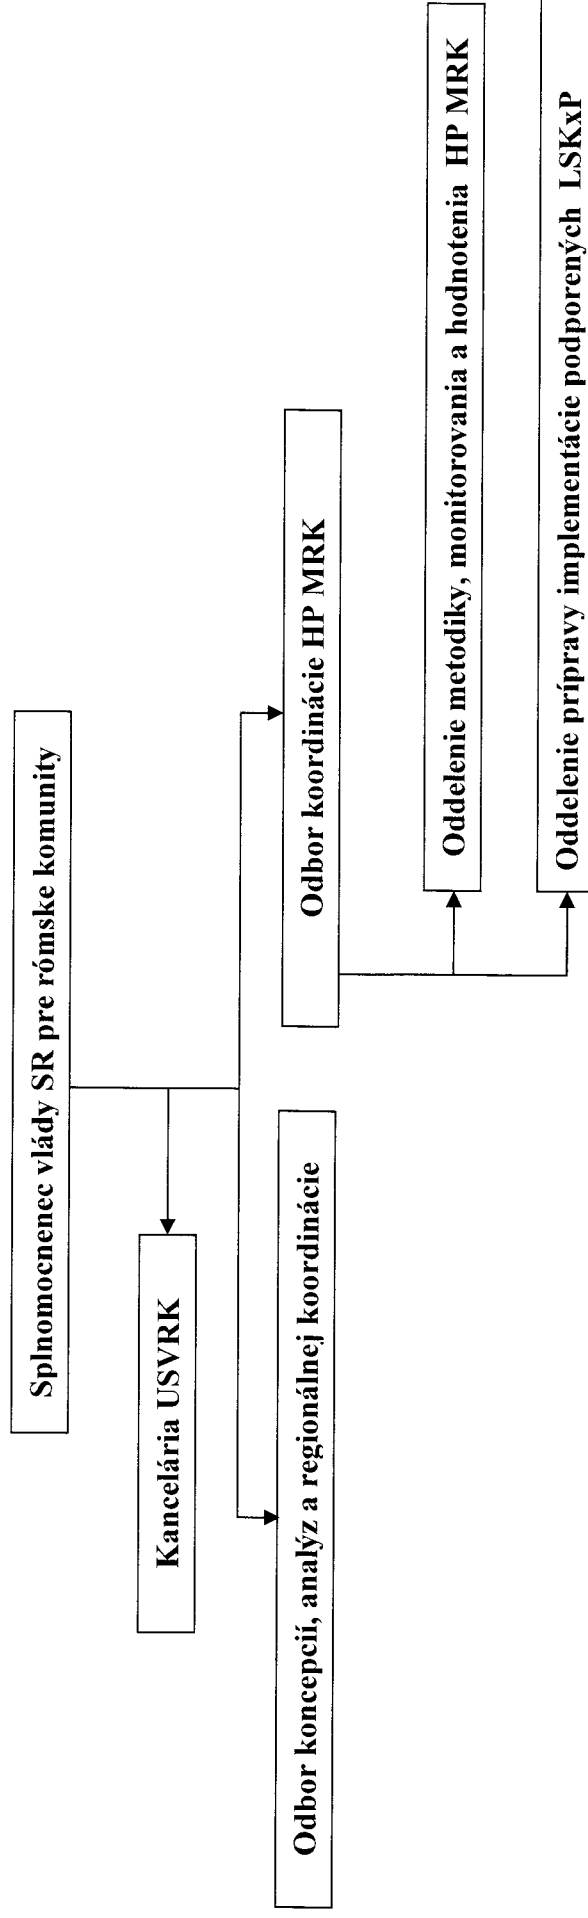 Splnomocnenec vlády SR pre rómske komunity
Kancelária USVRK
Odbor koncepcií, analýz a regionálnej koordinácie
Odbor koordinácie HP MRK
Oddelenie metodiky, monitorovania a hodnotenia HP MRK
Oddelenie prípravy implementácie podporených LSKxP